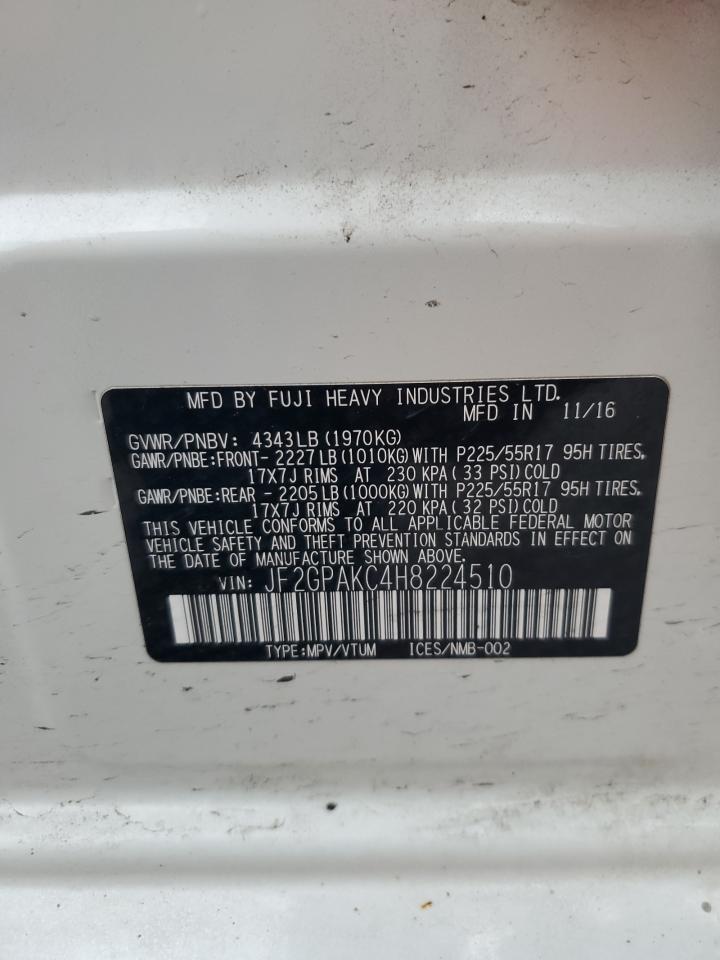 MFD BY FUJI HEAVY INDUSTRIES LTD.
MFD IN 11/16
GVWR/PNBV: 4343LB (1970KG)
GAWR/PNBE:FRONT- 2227LB (1010KG) WITH P225/55R17 95H TIRES,
17X7J RIMS AT 230 KPA( 33 PSI) COLD
GAWR/PNBE:REAR - 2205LB (1000KG) WITH P225/55R17 95H TIRES,
17X7J RIMS AT 220 KPA( 32 PSI) COLD
THIS VEHICLE CONFORMS TO ALL APPLICABLE FEDERAL MOTOR
VEHICLE SAFETY AND THEFT PREVENTION STANDARDS IN EFFECT ON
THE DATE OF MANUFACTURE SHOWN ABOVE.
VIN: JF2GPAKC4H8224510
TYPE:MPV/VTUM ICES/NMB-002